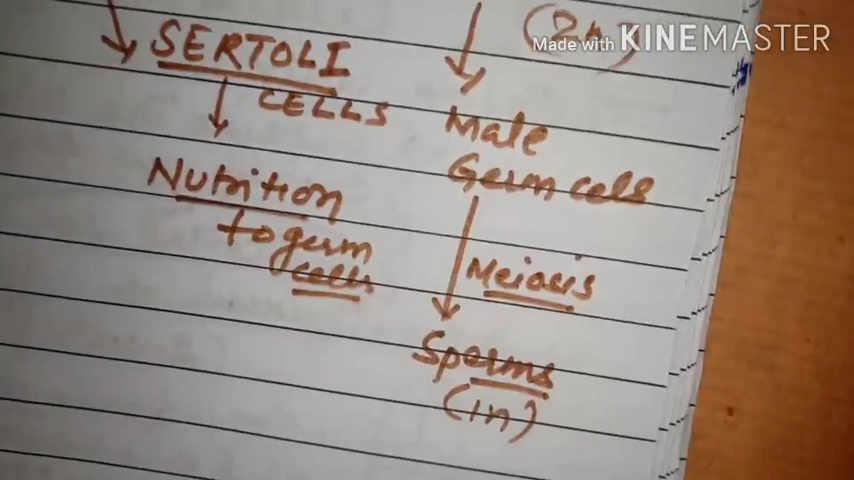 (2n)
Made with KINEMASTER
SERTOLI
CELLS
Male
Germ cells
Nutrition
to germ
cells
Meiosis
Sperms
(1n)